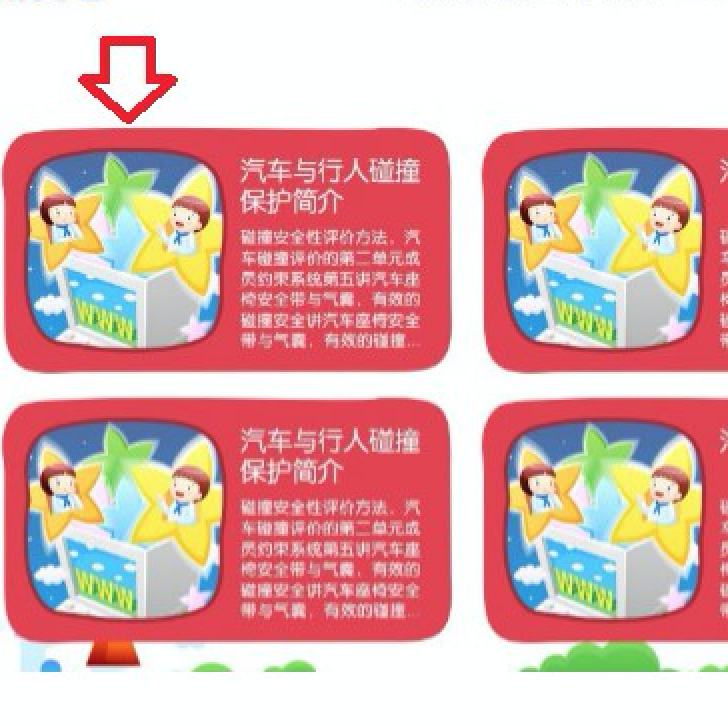 汽车与行人碰撞
保护简介
碰撞安全性评价方法、汽
车碰撞评价的第二单元成
员约束系统第五讲汽车座
椅安全带与气囊，有效的
碰撞安全讲汽车座椅安全
带与气囊，有效的碰撞...
WWW
WWW
汽车与行人碰撞
保护简介
碰撞安全性评价方法、汽
车碰撞评价的第二单元成
员约束系统第五讲汽车座
椅安全带与气囊，有效的
碰撞安全讲汽车座椅安全
带与气囊，有效的碰撞...
WWW
WWW